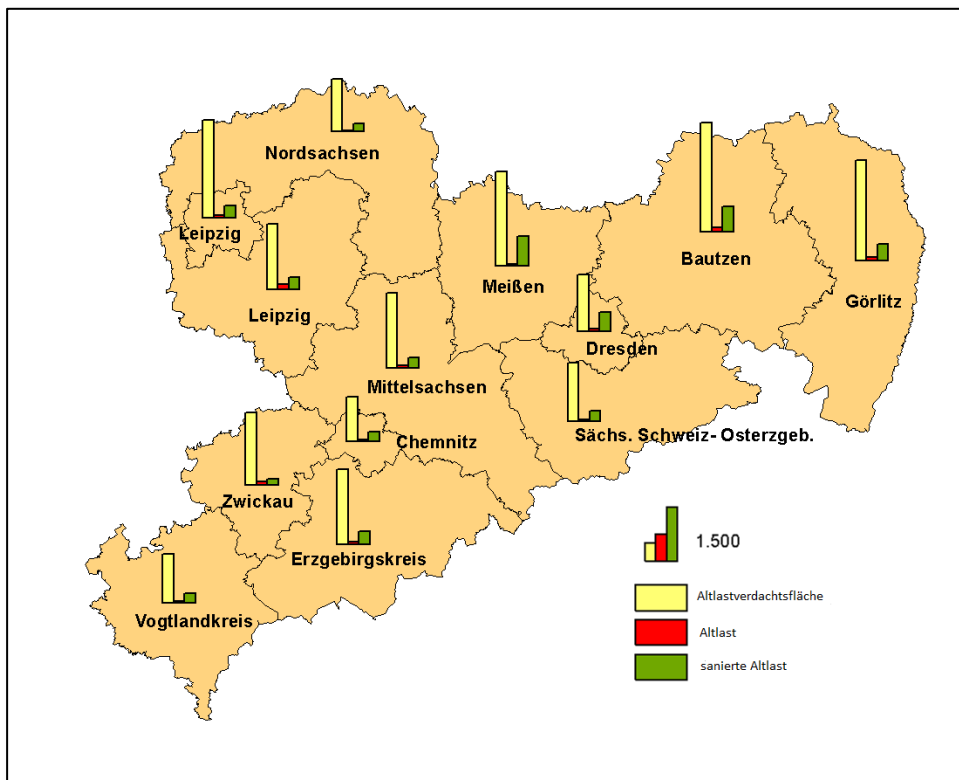 Nordsachsen
Leipzig
Leipzig
Meißen
Bautzen
Görlitz
Dresden
Mittelsachsen
Chemnitz
Sächs. Schweiz- Osterzgeb.
Zwickau
Erzgebirgskreis
Vogtlandkreis
1.500
Altlastverdachtsfläche
Altlast
sanierte Altlast